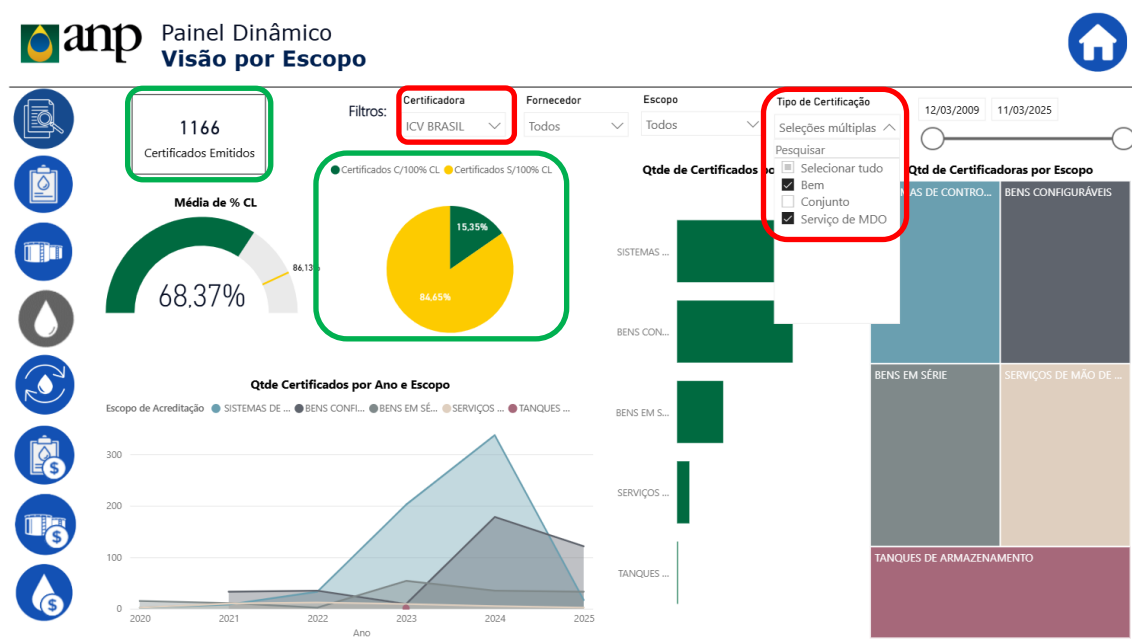 anp
Painel Dinâmico
Visão por Escopo
1166
Certificados Emitidos
Filtros:
Certificadora
ICV BRASIL
Fornecedor
Todos
Escopo
Todos
Tipo de Certificação
Seleções múltiplas
Pesquisar
Selecionar tudo
Bem
Conjunto
Serviço de MDO
12/03/2009
11/03/2025
Média de % CL
86,13%
68,37%
Certificados C/100% CL
Certificados S/100% CL
15,35%
84,65%
Qtde de Certificados po
SISTEMAS ...
BENS CON...
BENS EM S...
SERVIÇOS ...
TANQUES ...
Qtd de Certificadoras por Escopo
MAS DE CONTRO...
BENS CONFIGURÁVEIS
BENS EM SÉRIE
SERVIÇOS DE MÃO DE ...
TANQUES DE ARMAZENAMENTO
Qtde Certificados por Ano e Escopo
Escopo de Acreditação
SISTEMAS DE ...
BENS CONFI...
BENS EM SÉ...
SERVIÇOS ...
TANQUES ...
300
200
100
0
2020
2021
2022
2023
2024
2025
Ano
$
$
$